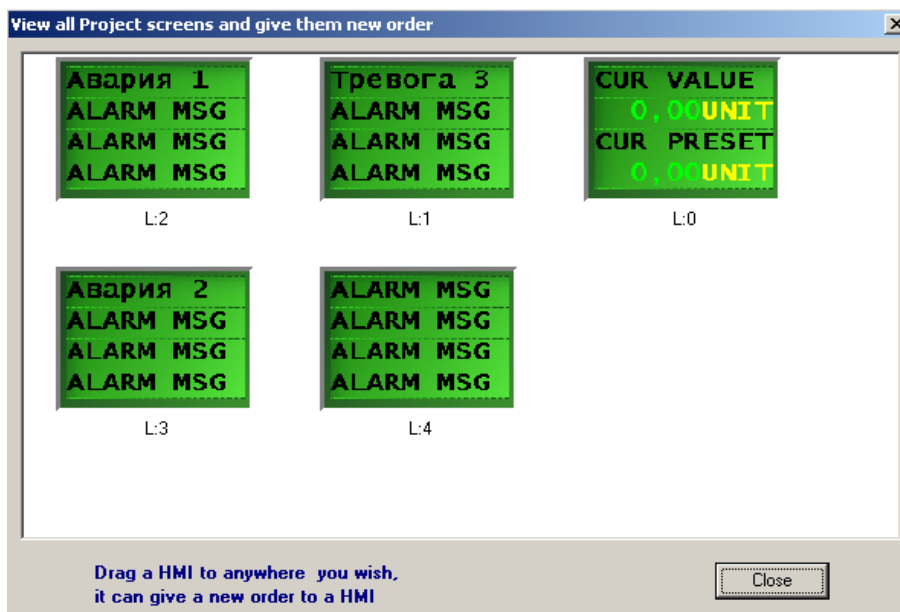 View all Project screens and give them new order
Авария 1
ALARM MSG
ALARM MSG
ALARM MSG
L:2
Тревога 3
ALARM MSG
ALARM MSG
ALARM MSG
L:1
CUR VALUE
0,00UNIT
CUR PRESET
0,00UNIT
L:0
Авария 2
ALARM MSG
ALARM MSG
ALARM MSG
L:3
ALARM MSG
ALARM MSG
ALARM MSG
ALARM MSG
L:4
Drag a HMI to anywhere you wish,
it can give a new order to a HMI
Close